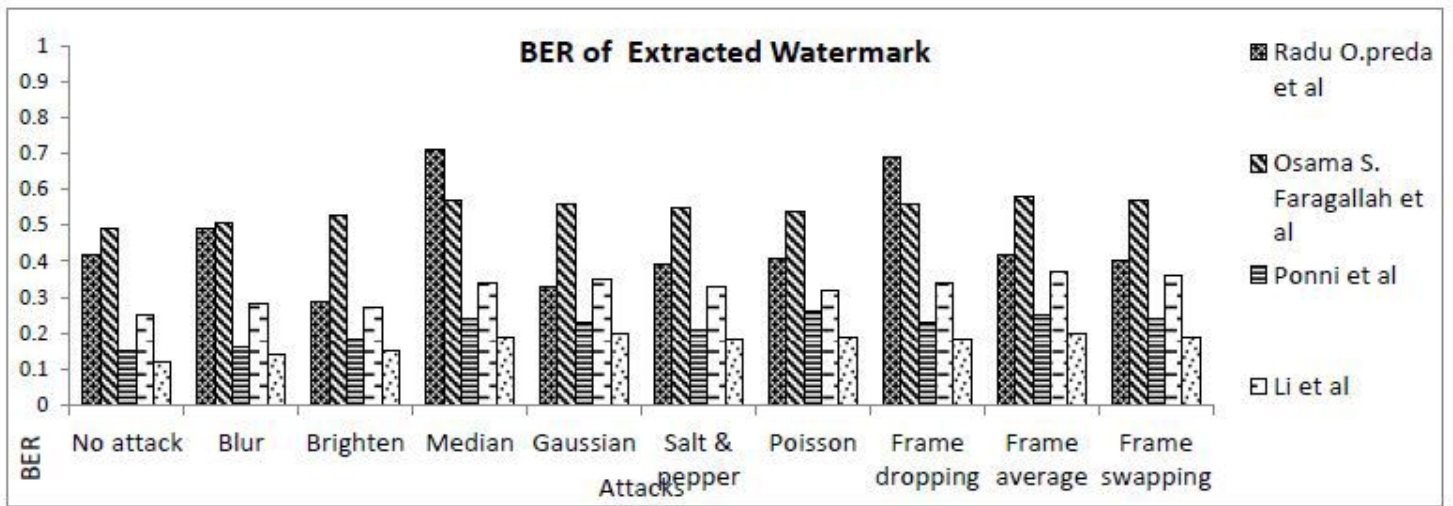 BER of Extracted Watermark
1
0.9
0.8
0.7
0.6
0.5
0.4
0.3
0.2
0.1
0
BER
No attack
Blur
Brighten
Median
Gaussian
Salt &
pepper
Poisson
Frame
dropping
Frame
average
Frame
swapping
Attacks
Radu O.preda
et al
Osama S.
Faragallah et
al
Ponni et al
Li et al